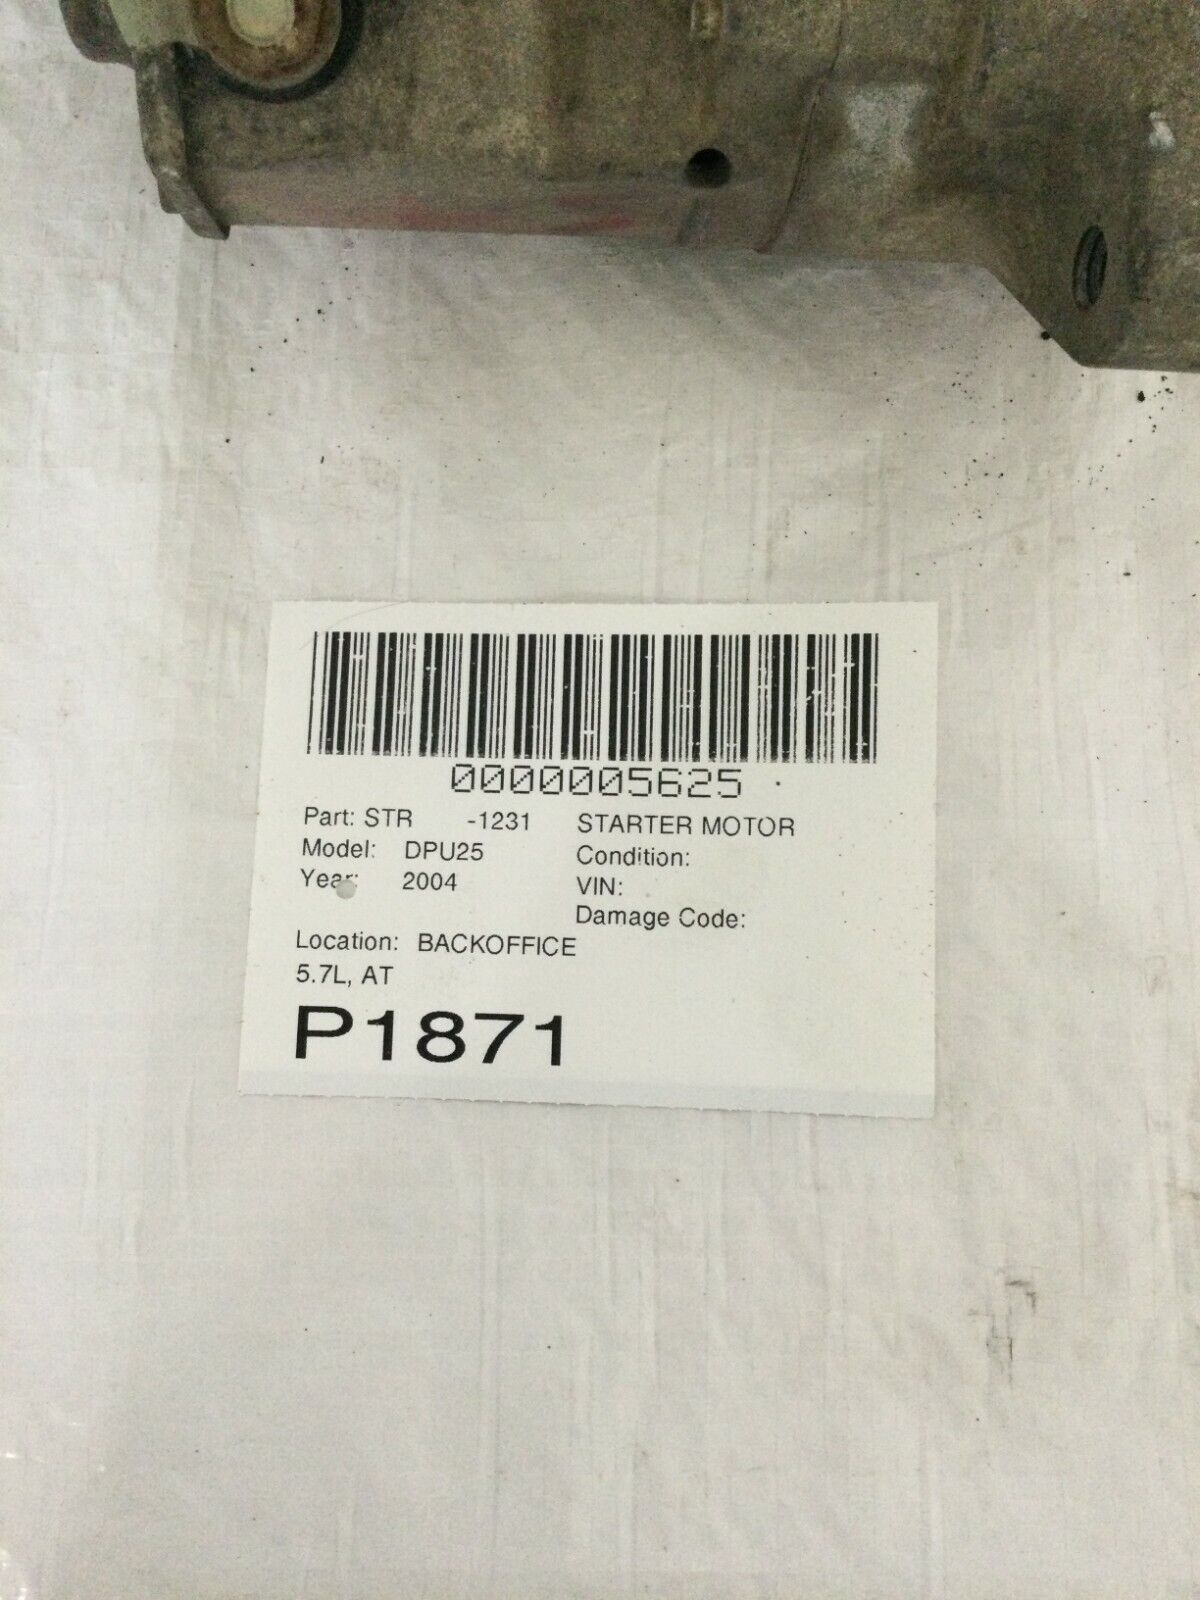 0000005625
Part: STR -1231 STARTER MOTOR
Model: DPU25 Condition:
Year: 2004 VIN:
Damage Code:
Location: BACKOFFICE
5.7L, AT
P1871